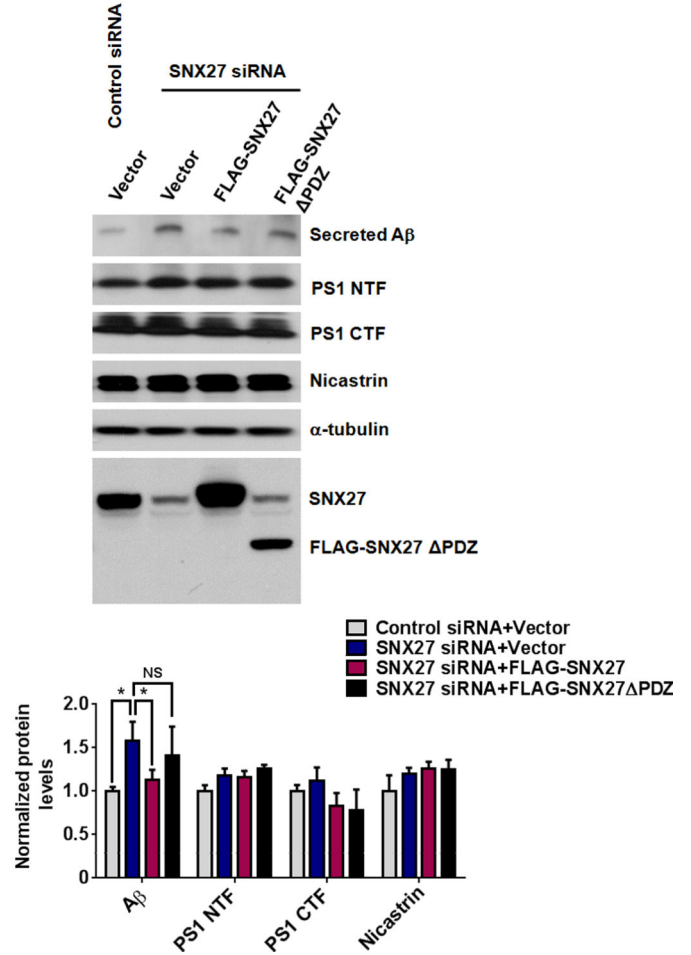 Control siRNA
SNX27 siRNA
Vector
Vector
FLAG-SNX27
FLAG-SNX27
ΔPDZ
Secreted Aβ
PS1 NTF
PS1 CTF
Nicastrin
α-tubulin
SNX27
FLAG-SNX27 ΔPDZ
Control siRNA+Vector
SNX27 siRNA+Vector
SNX27 siRNA+FLAG-SNX27
SNX27 siRNA+FLAG-SNX27ΔPDZ
NS
* *
Normalized protein
levels
2.0
1.5
1.0
0.5
0
Aβ
PS1 NTF
PS1 CTF
Nicastrin